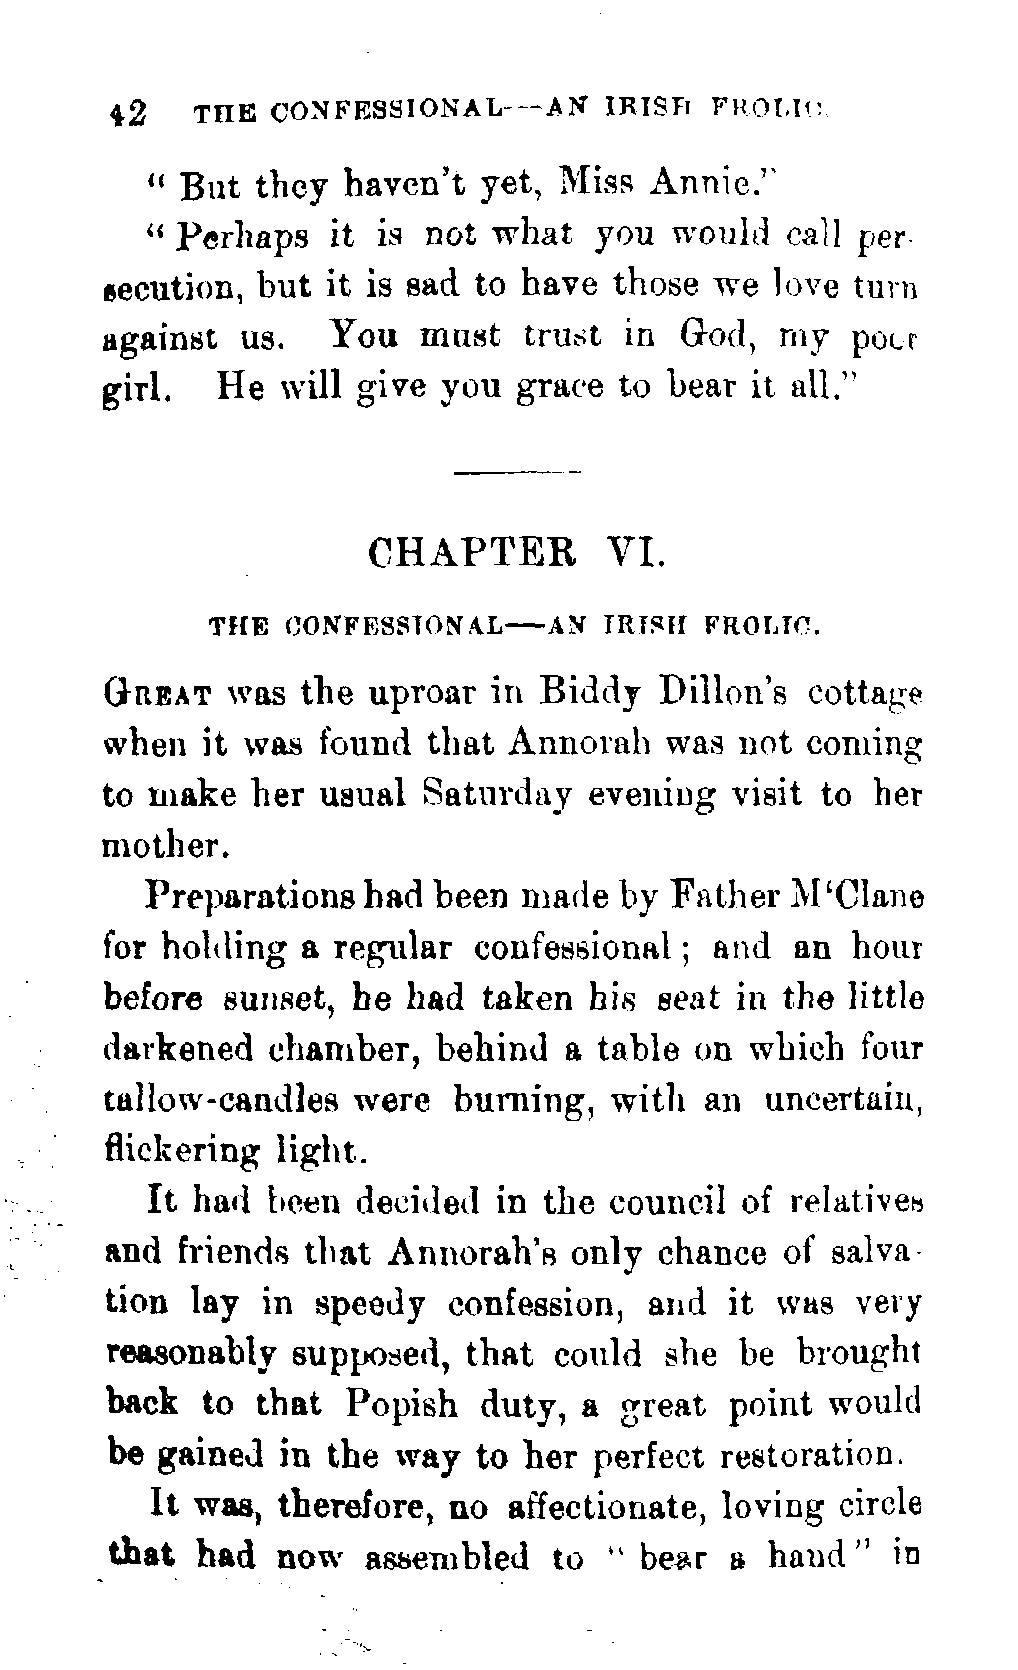 42 THE CONFESSIONAL—AN IRISH FROLIC.
" But they haven't yet, Miss Annie."
" Perhaps it is not what you would call per-
secution, but it is sad to have those we love turn
against us. You must trust in God, my poor
girl. He will give you grace to bear it all."
CHAPTER VI.
THE CONFESSIONAL—AN IRISH FROLIC.
GREAT was the uproar in Biddy Dillon's cottage
when it was found that Annorah was not coming
to make her usual Saturday evening visit to her
mother.
Preparations had been made by Father M'Clane
for holding a regular confessional ; and an hour
before sunset, he had taken his seat in the little
darkened chamber, behind a table on which four
tallow-candles were burning, with an uncertain,
flickering light.
It had been decided in the council of relatives
and friends that Annorah's only chance of salva-
tion lay in speedy confession, and it was very
reasonably supposed, that could she be brought
back to that Popish duty, a great point would
be gained in the way to her perfect restoration.
It was, therefore, no affectionate, loving circle
that had now assembled to " bear a hand " in